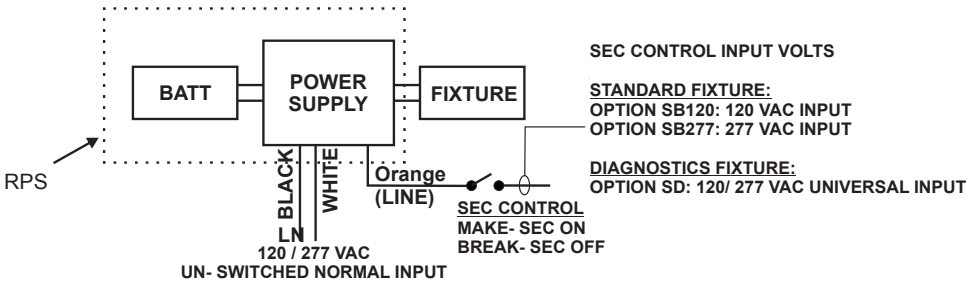 SEC CONTROL INPUT VOLTS
BATT
POWER
SUPPLY
FIXTURE
STANDARD FIXTURE:
OPTION SB120: 120 VAC INPUT
OPTION SB277: 277 VAC INPUT
RPS
BLACK
WHITE
Orange
(LINE)
DIAGNOSTICS FIXTURE:
OPTION SD: 120/ 277 VAC UNIVERSAL INPUT
SEC CONTROL
MAKE- SEC ON
BREAK- SEC OFF
LN
120 / 277 VAC
UN- SWITCHED NORMAL INPUT